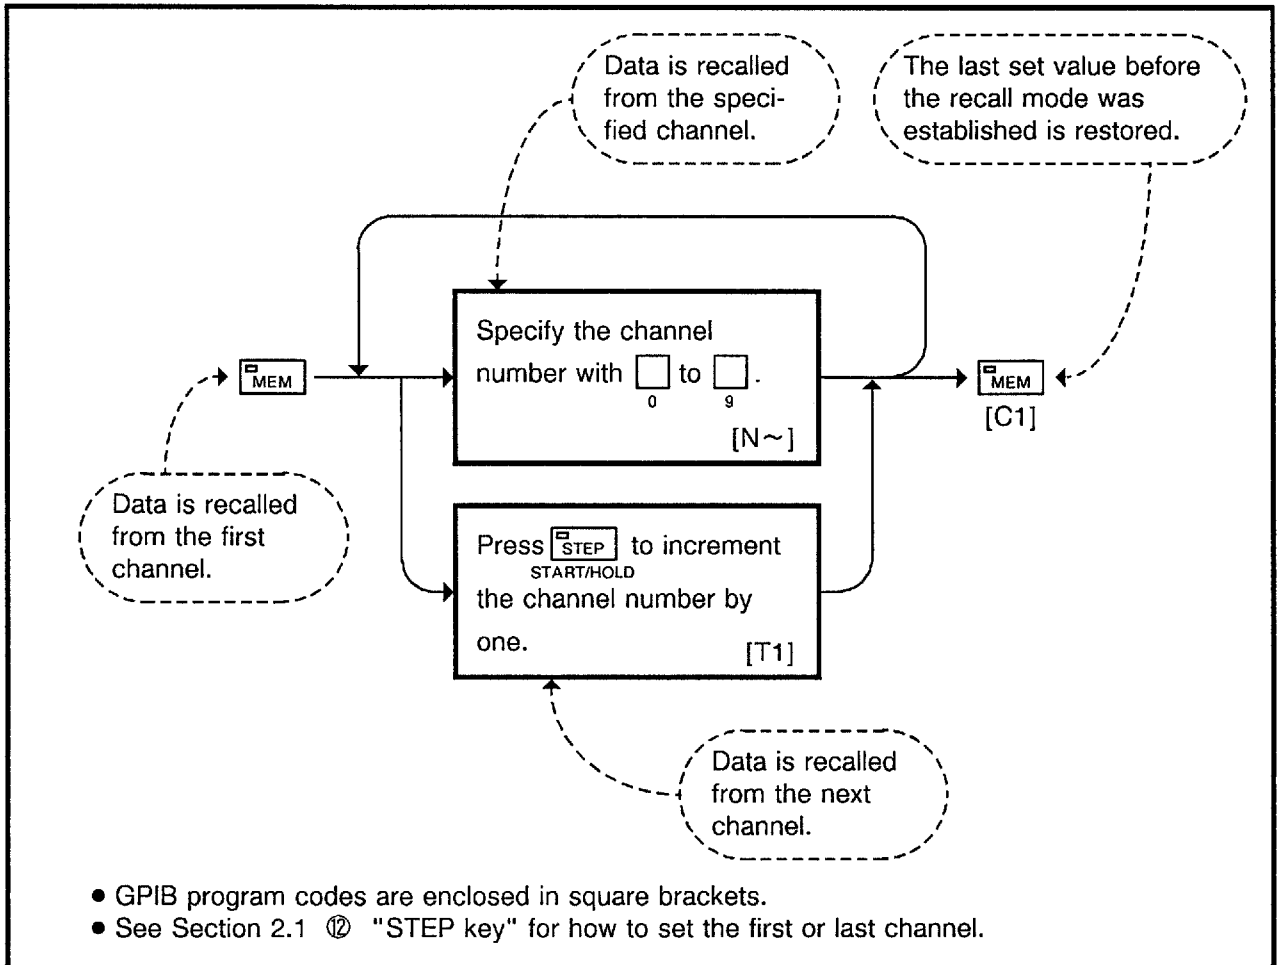 Data is recalled
from the speci-
fied channel.
The last set value before
the recall mode was
established is restored.
Specify the channel
number with to .
0 9
[N~]
MEM
MEM
[C1]
Data is recalled
from the first
channel.
Press STEP to increment
START/HOLD
the channel number by
one.
[T1]
Data is recalled
from the next
channel.
● GPIB program codes are enclosed in square brackets.
● See Section 2.1 ⑫ "STEP key" for how to set the first or last channel.